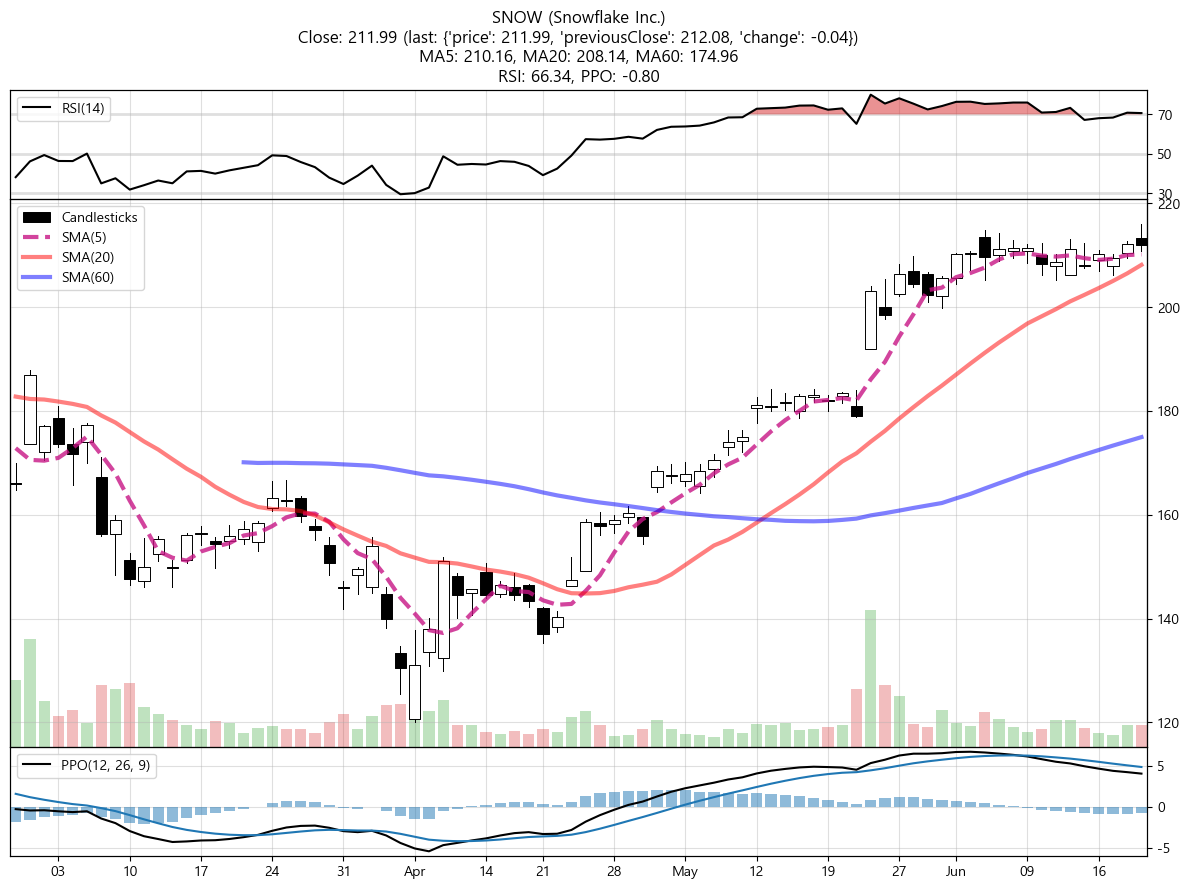 SNOW (Snowflake Inc.)
Close: 211.99 (last: {'price': 211.99, 'previousClose': 212.08, 'change': -0.04})
MA5: 210.16, MA20: 208.14, MA60: 174.96
RSI: 66.34, PPO: -0.80
RSI(14)
70
50
30
Candlesticks
SMA(5)
SMA(20)
SMA(60)
220
200
180
160
140
120
PPO(12, 26, 9)
5
0
-5
03 10 17 24 31 Apr 14 21 28 May 12 19 27 Jun 09 16